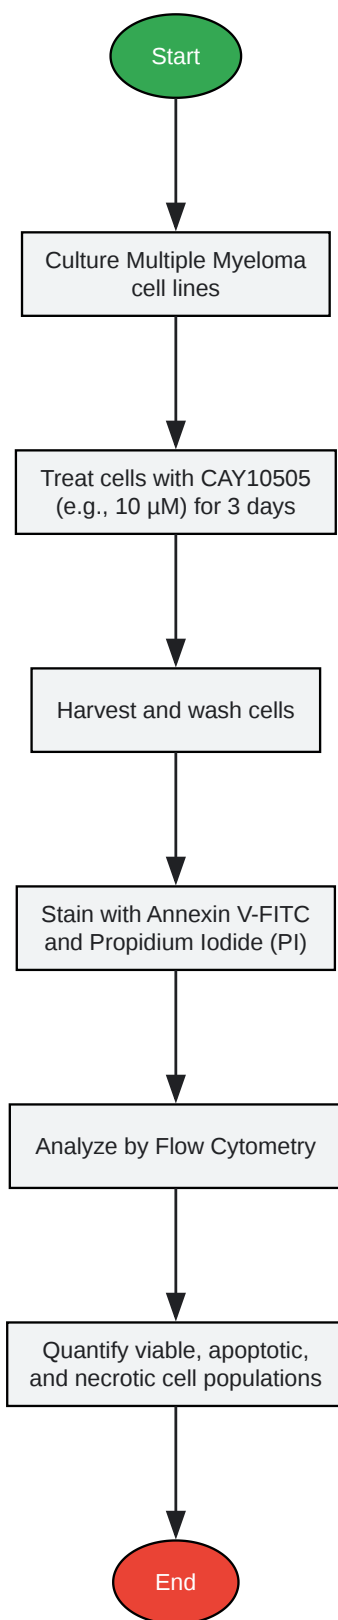 Start
Culture Multiple Myeloma
cell lines
Treat cells with CAY10505
(e.g., 10 µM) for 3 days
Harvest and wash cells
Stain with Annexin V-FITC
and Propidium Iodide (PI)
Analyze by Flow Cytometry
Quantify viable, apoptotic,
and necrotic cell populations
End